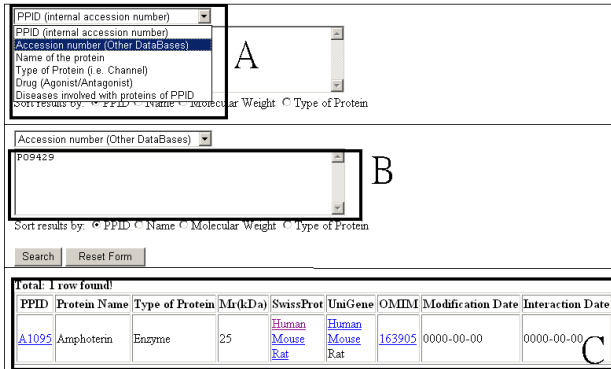 PPID (internal accession number)
PPID (internal accession number)
Accession number (Other DataBases)
Name of the protein
Type of Protein (i.e. Channel)
Drug (Agonist/Antagonist)
Diseases involved with proteins of PPID
A
Sort results by: PPID Name Molecular Weight Type of Protein
Accession number (Other DataBases)
P09429
B
Sort results by: PPID Name Molecular Weight Type of Protein
Search Reset Form
Total: 1 row found!
PPID Protein Name Type of Protein Mr(kDa) SwissProt UniGene OMIM Modification Date Interaction Date
Human Human
A1095 Amphoterin Enzyme 25 Mouse Mouse 163905 0000-00-00 0000-00-00
Rat Rat
C